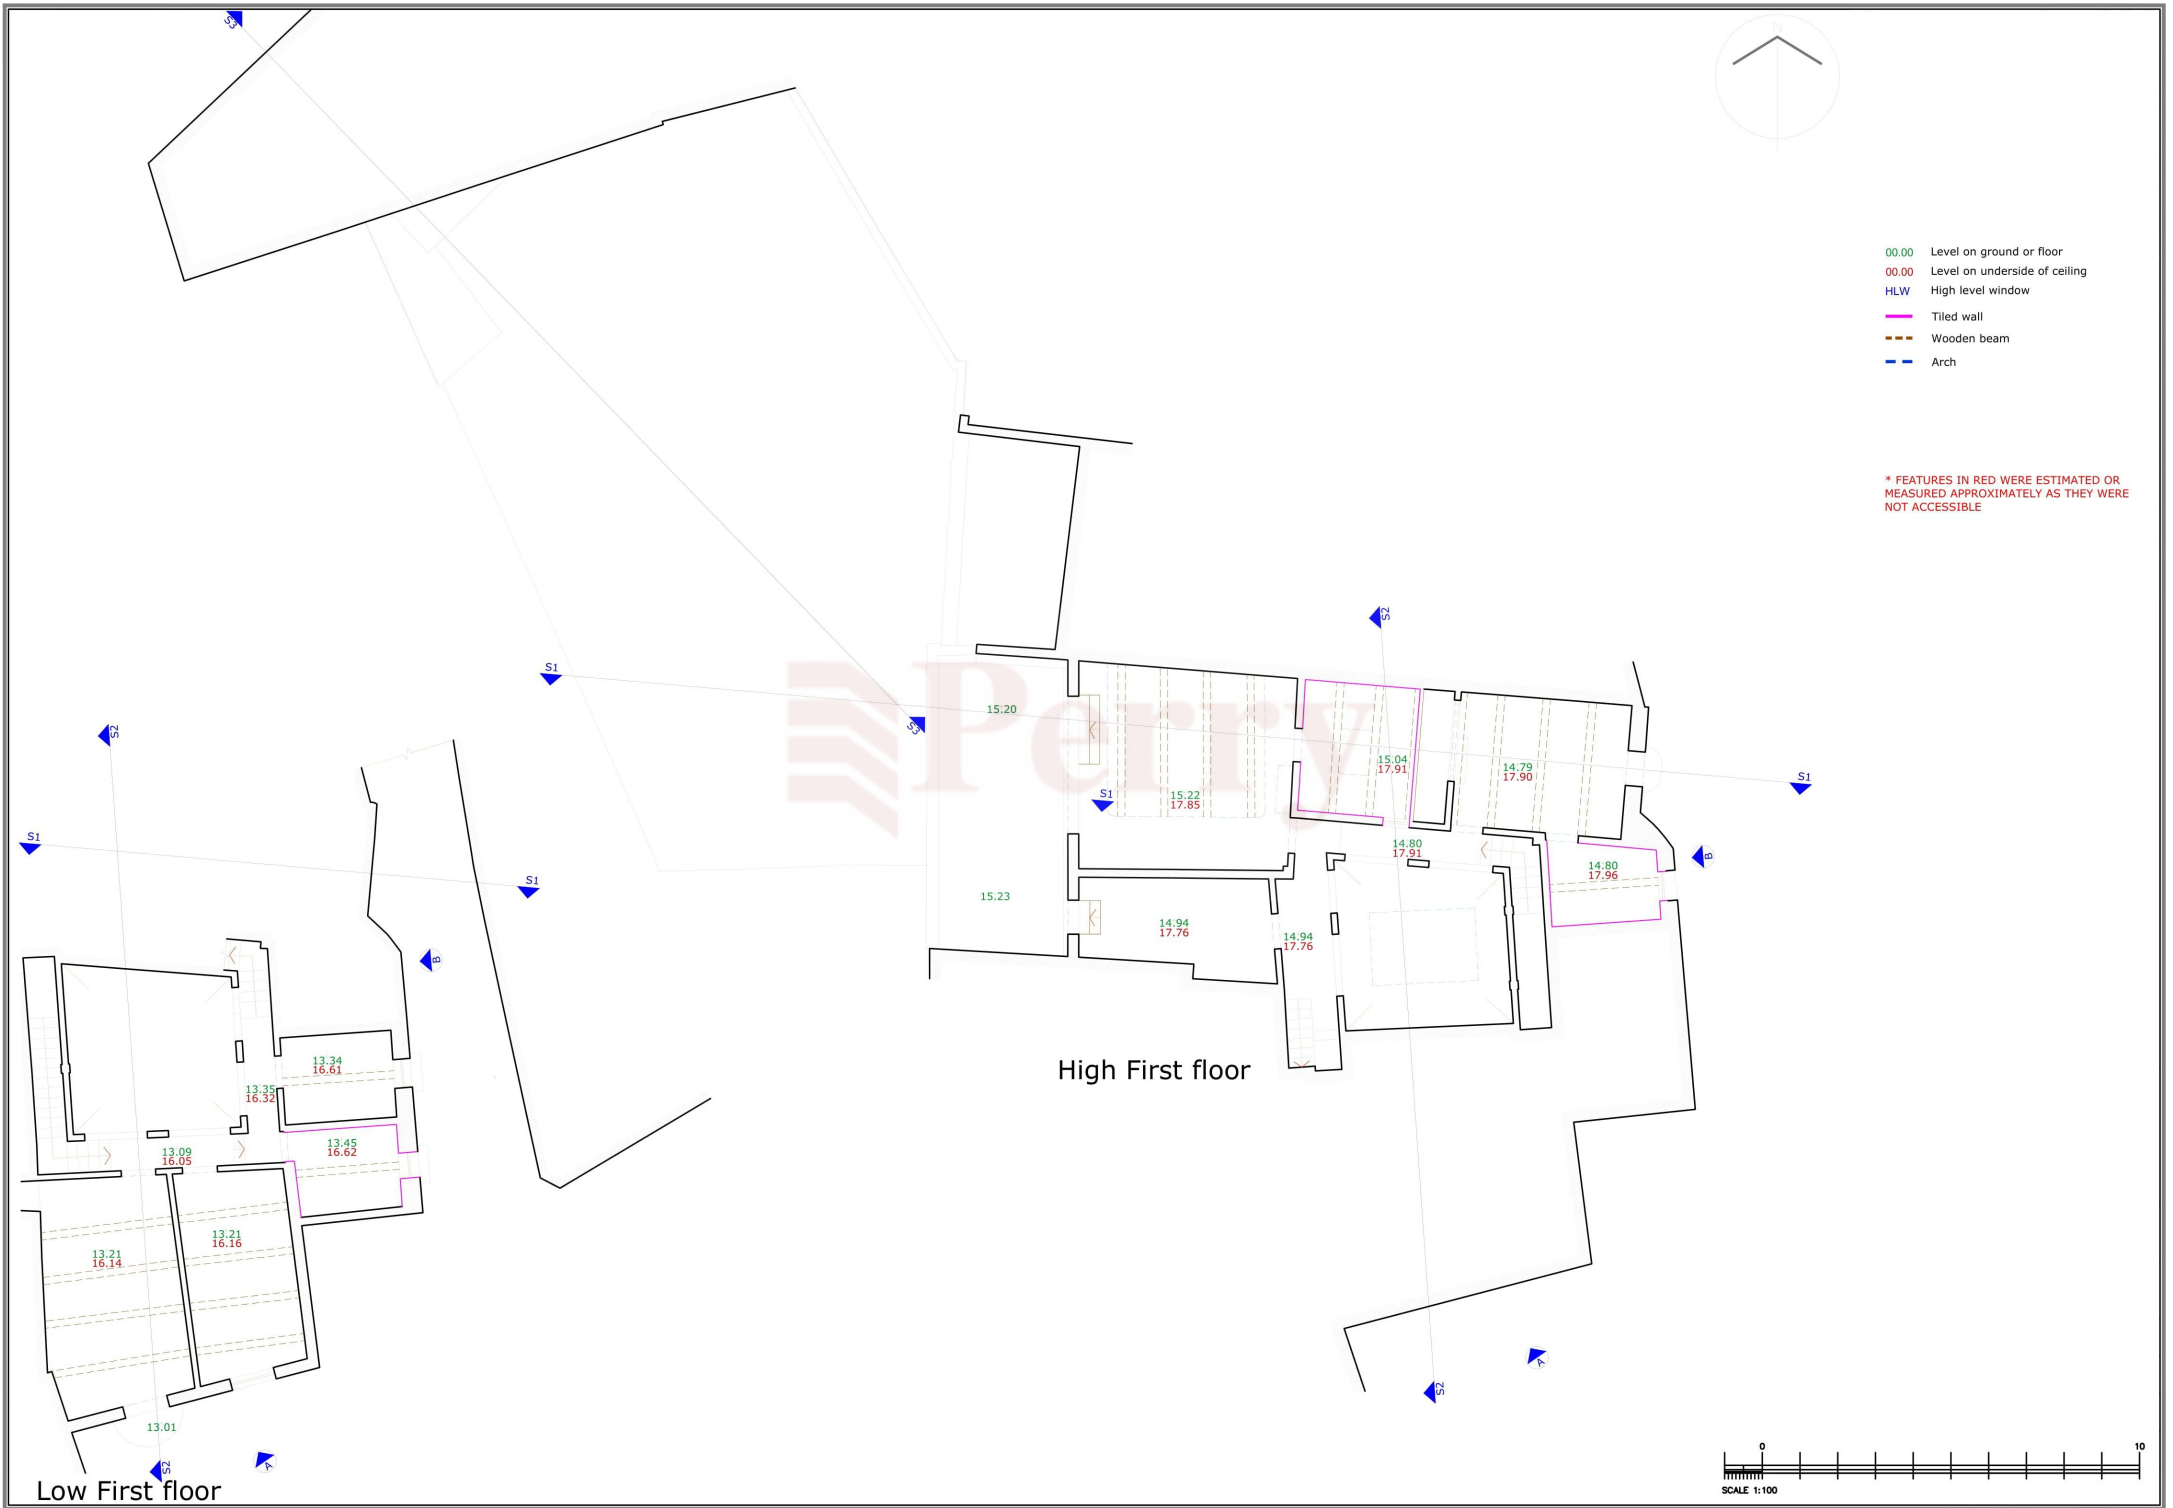 S3
N
00.00 Level on ground or floor
00.00 Level on underside of ceiling
HLW High level window
Tiled wall
Wooden beam
Arch
* FEATURES IN RED WERE ESTIMATED OR
MEASURED APPROXIMATELY AS THEY WERE
NOT ACCESSIBLE
S2
S1
15.20
S3
Perry
S2
15.04
17.91
14.79
17.90
S1
15.22
17.85
S1
S1
14.80
17.91
B
14.80
17.96
S1
15.23
14.94
17.76
14.94
17.76
B
High First floor
13.34
16.61
13.35
16.32
13.45
16.62
13.09
16.05
13.21
16.16
13.21
16.14
A
S2
13.01
A
S2
Low First floor
0 10
SCALE 1:100